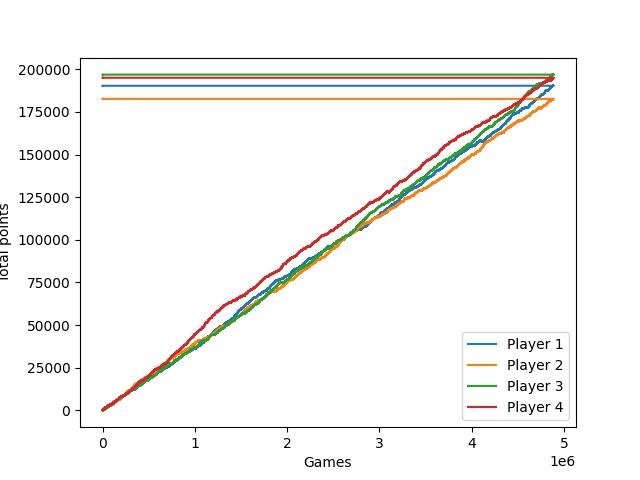 200000
175000
150000
125000
100000
75000
50000
25000
0
Total points
0 1 2 3 4 5
1e6
Games
Player 1
Player 2
Player 3
Player 4